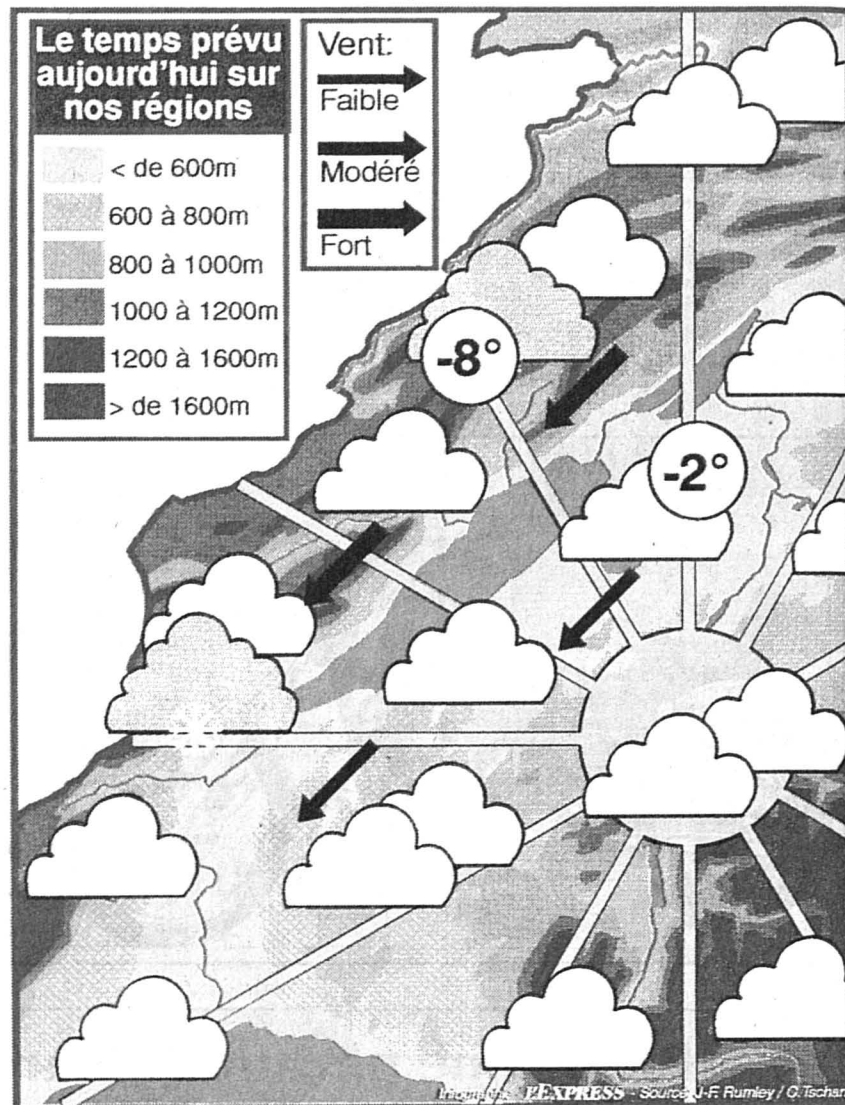 Le temps prévu
aujourd'hui sur
nos régions
< de 600m
600 à 800m
800 à 1000m
1000 à 1200m
1200 à 1600m
> de 1600m
Vent:
Faible
Modéré
Fort
-8°
-2°
Infographie L'EXPRESS - Source J-F. Rumley / C. Tschan